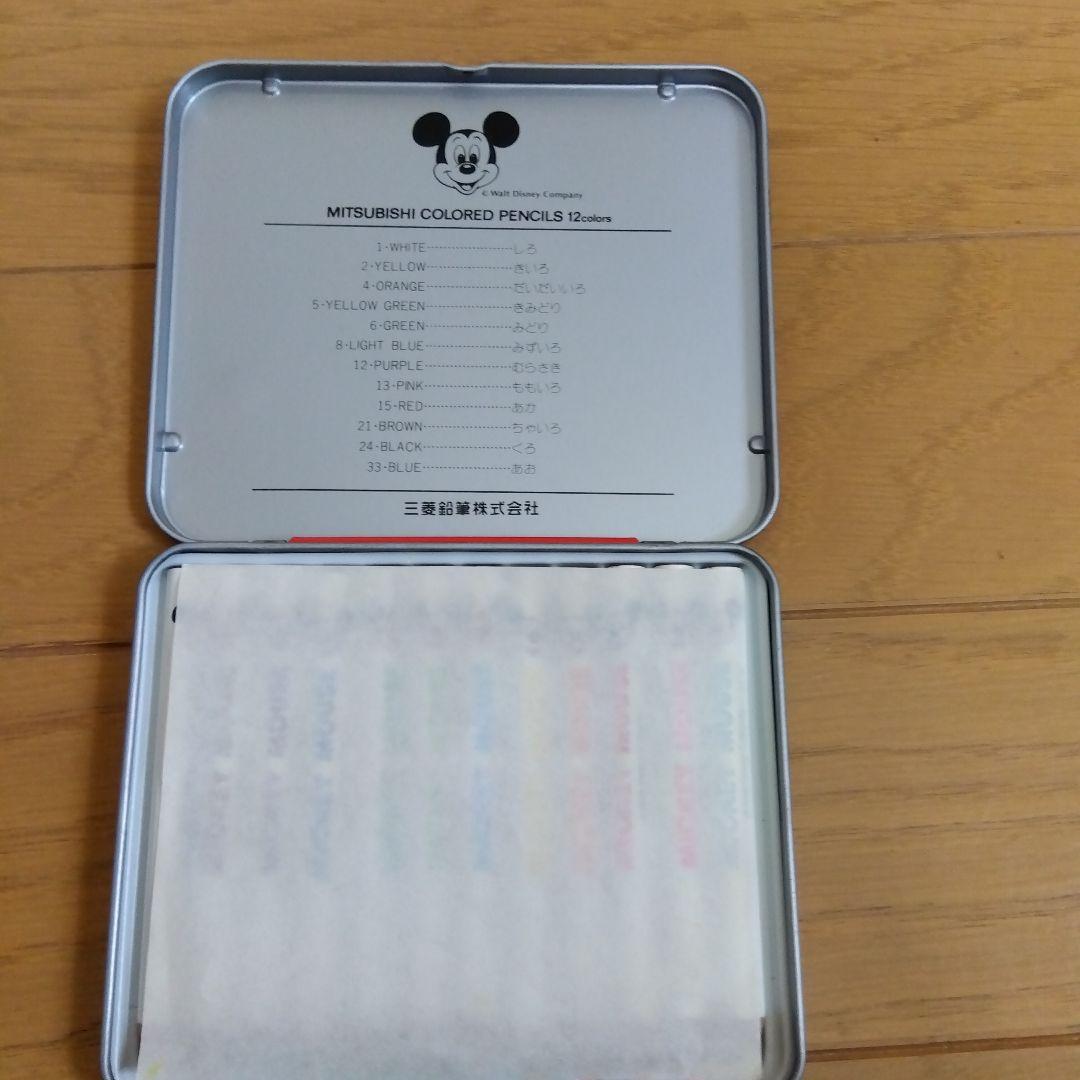 © Walt Disney Company
MITSUBISHI COLORED PENCILS 12colors
1·WHITE····················しろ
2·YELLOW····················きいろ
4·ORANGE····················だいだいいろ
5·YELLOW GREEN····················きみどり
6·GREEN····················みどり
8·LIGHT BLUE····················みずいろ
12·PURPLE····················むらさき
13·PINK····················ももいろ
15·RED····················あか
21·BROWN····················ちゃいろ
24·BLACK····················くろ
33·BLUE····················あお
三菱鉛筆株式会社